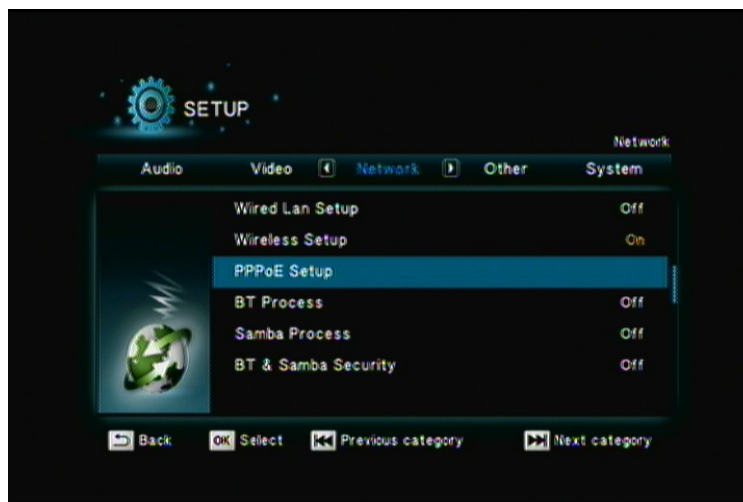 SETUP
Network
Audio Video Network Other System
Wired Lan Setup Off
Wireless Setup On
PPPoE Setup
BT Process Off
Samba Process Off
BT & Samba Security Off
Back OK Select Previous category Next category